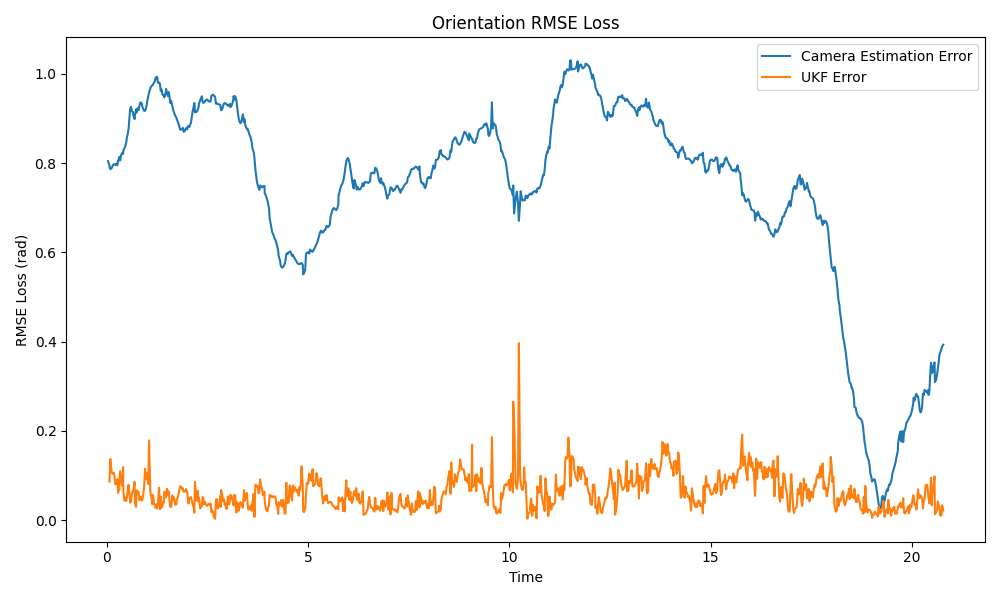 Orientation RMSE Loss
Camera Estimation Error
UKF Error
RMSE Loss (rad)
1.0
0.8
0.6
0.4
0.2
0.0
0
5
10
15
20
Time